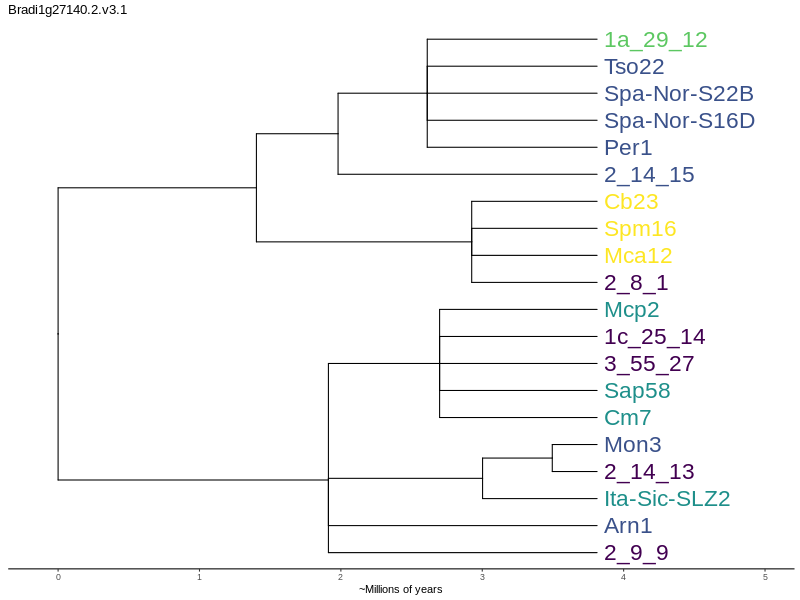 Bradi1g27140.2.v3.1
1a_29_12
Tso22
Spa-Nor-S22B
Spa-Nor-S16D
Per1
2_14_15
Cb23
Spm16
Mca12
2_8_1
Mcp2
1c_25_14
3_55_27
Sap58
Cm7
Mon3
2_14_13
Ita-Sic-SLZ2
Arn1
2_9_9
0 1 2 3 4 5
~Millions of years